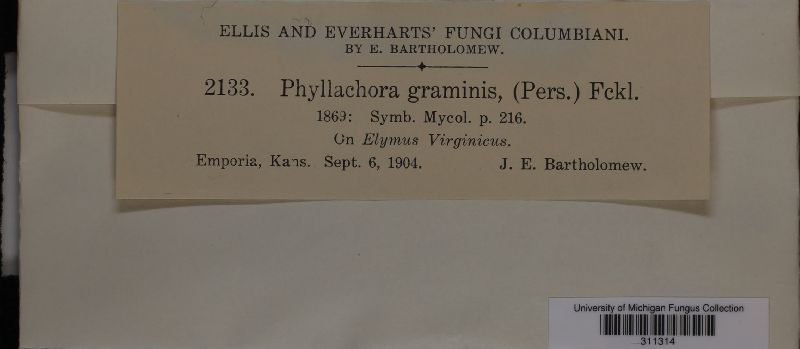 ELLIS AND EVERHARTS' FUNGI COLUMBIANI.
BY E. BARTHOLOMEW.
2133. Phyllachora graminis, (Pers.) Fckl.
1869: Symb. Mycol. p. 216.
On Elymus Virginicus.
Emporia, Kans. Sept. 6, 1904. J. E. Bartholomew.
University of Michigan Fungus Collection
311314